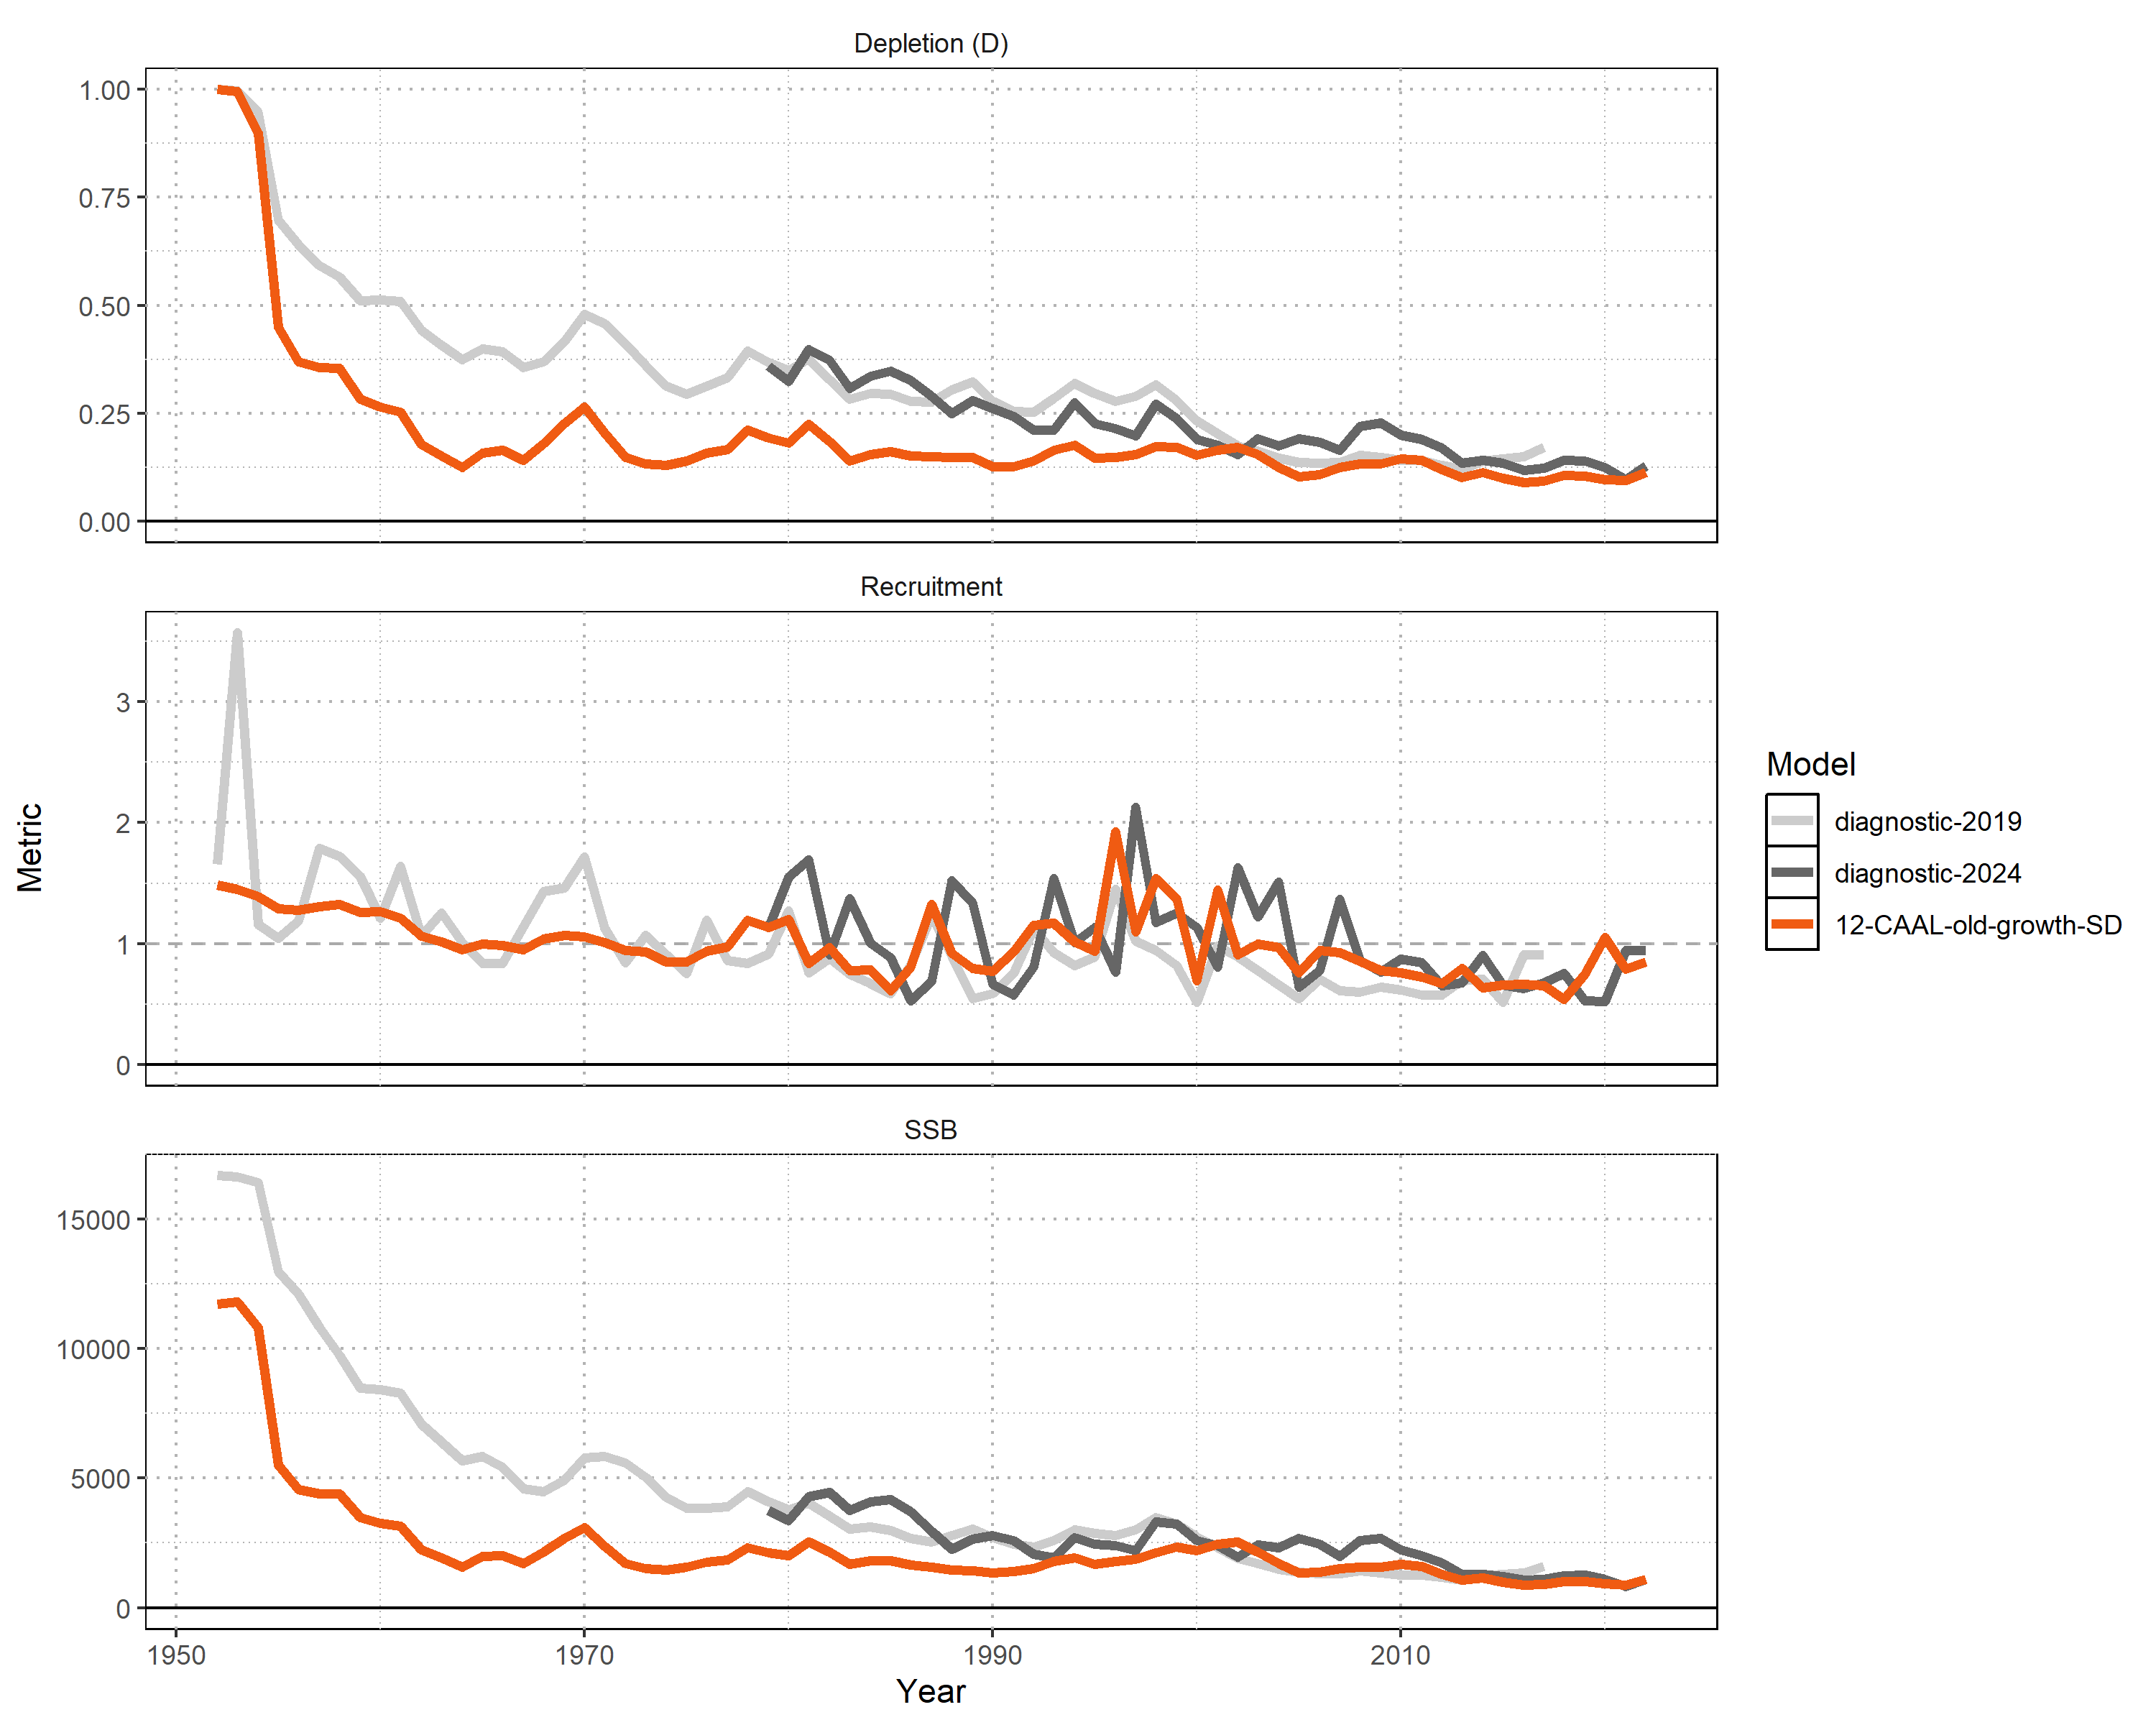 Depletion (D)
1.00
0.75
0.50
0.25
0.00
Recruitment
3
2
1
0
SSB
15000
10000
5000
0
1950 1970 1990 2010
Year
Metric
Model
diagnostic-2019
diagnostic-2024
12-CAAL-old-growth-SD